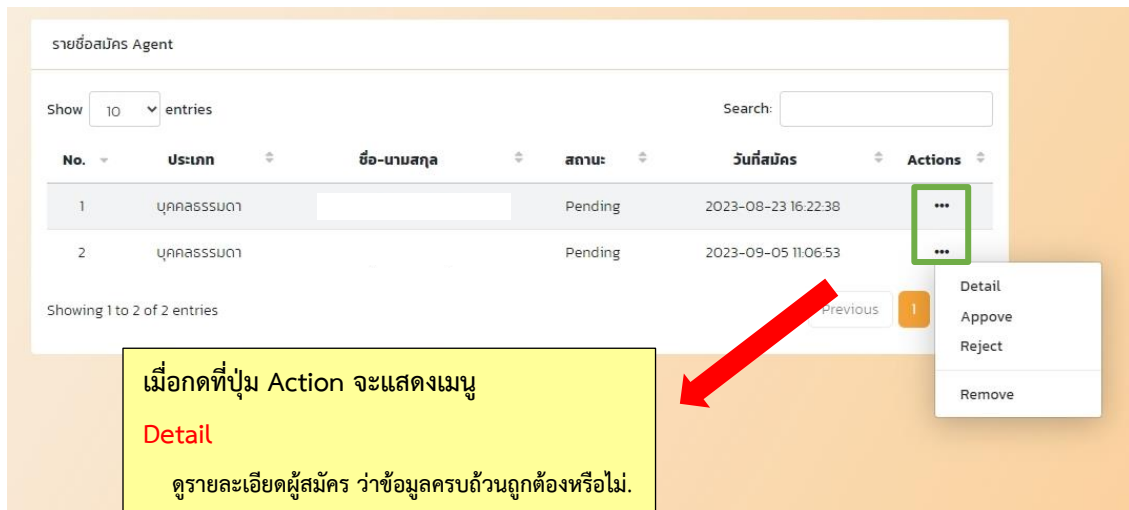 รายชื่อสมัคร Agent
Show 10 entries Search:
No. ประเภท ชื่อ-นามสกุล สถานะ วันที่สมัคร Actions
1 บุคคลธรรมดา Pending 2023-08-23 16:22:38 •••
2 บุคคลธรรมดา Pending 2023-09-05 11:06:53 •••
Showing 1 to 2 of 2 entries Previous 1
Detail
Appove
Reject
Remove
เมื่อกดที่ปุ่ม Action จะแสดงเมนู
Detail
ดูรายละเอียดผู้สมัคร ว่าข้อมูลครบถ้วนถูกต้องหรือไม่.